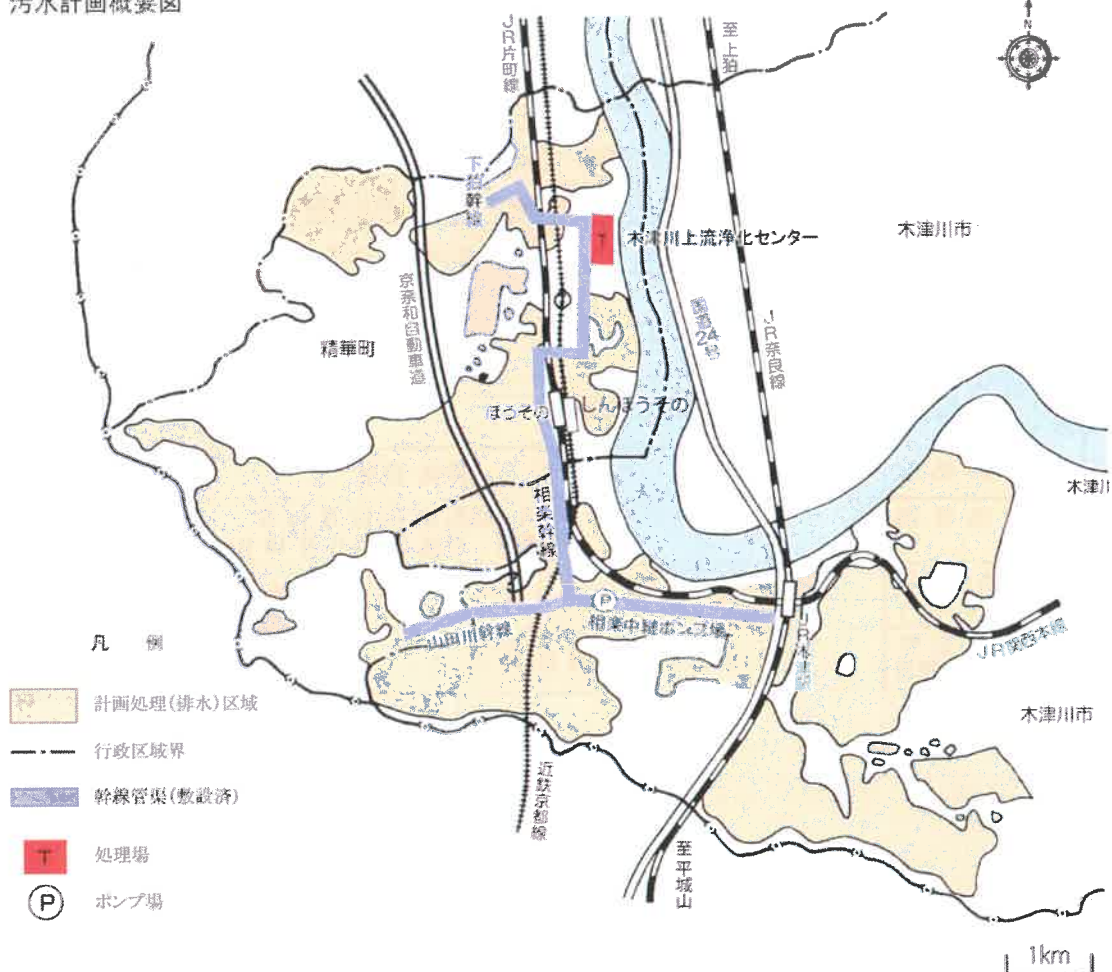 汚水計画概要図
N
JR片町線
至上狛
下狛幹線
T
木津川上流浄化センター
木津川市
京奈和自動車道
国道24号
JR奈良線
精華町
ほうその
しんほうその
木津川
相楽幹線
P
相楽中継ポンプ場
山田川幹線
JR木津駅
JR関西本線
木津川市
近鉄京都線
至平城山
凡 例
計画処理(排水)区域
行政区域界
幹線管渠(敷設済)
T
処理場
P
ポンプ場
1km